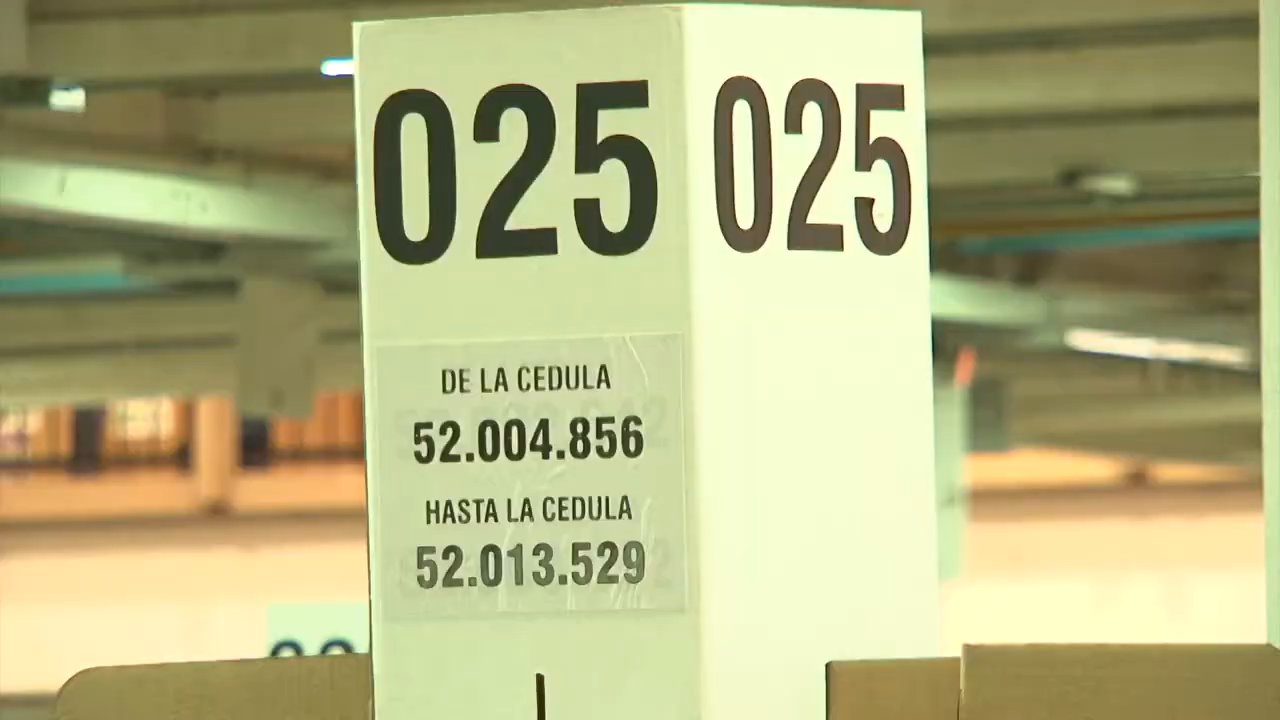 025
025
DE LA CEDULA
52.004.856
HASTA LA CEDULA
52.013.529